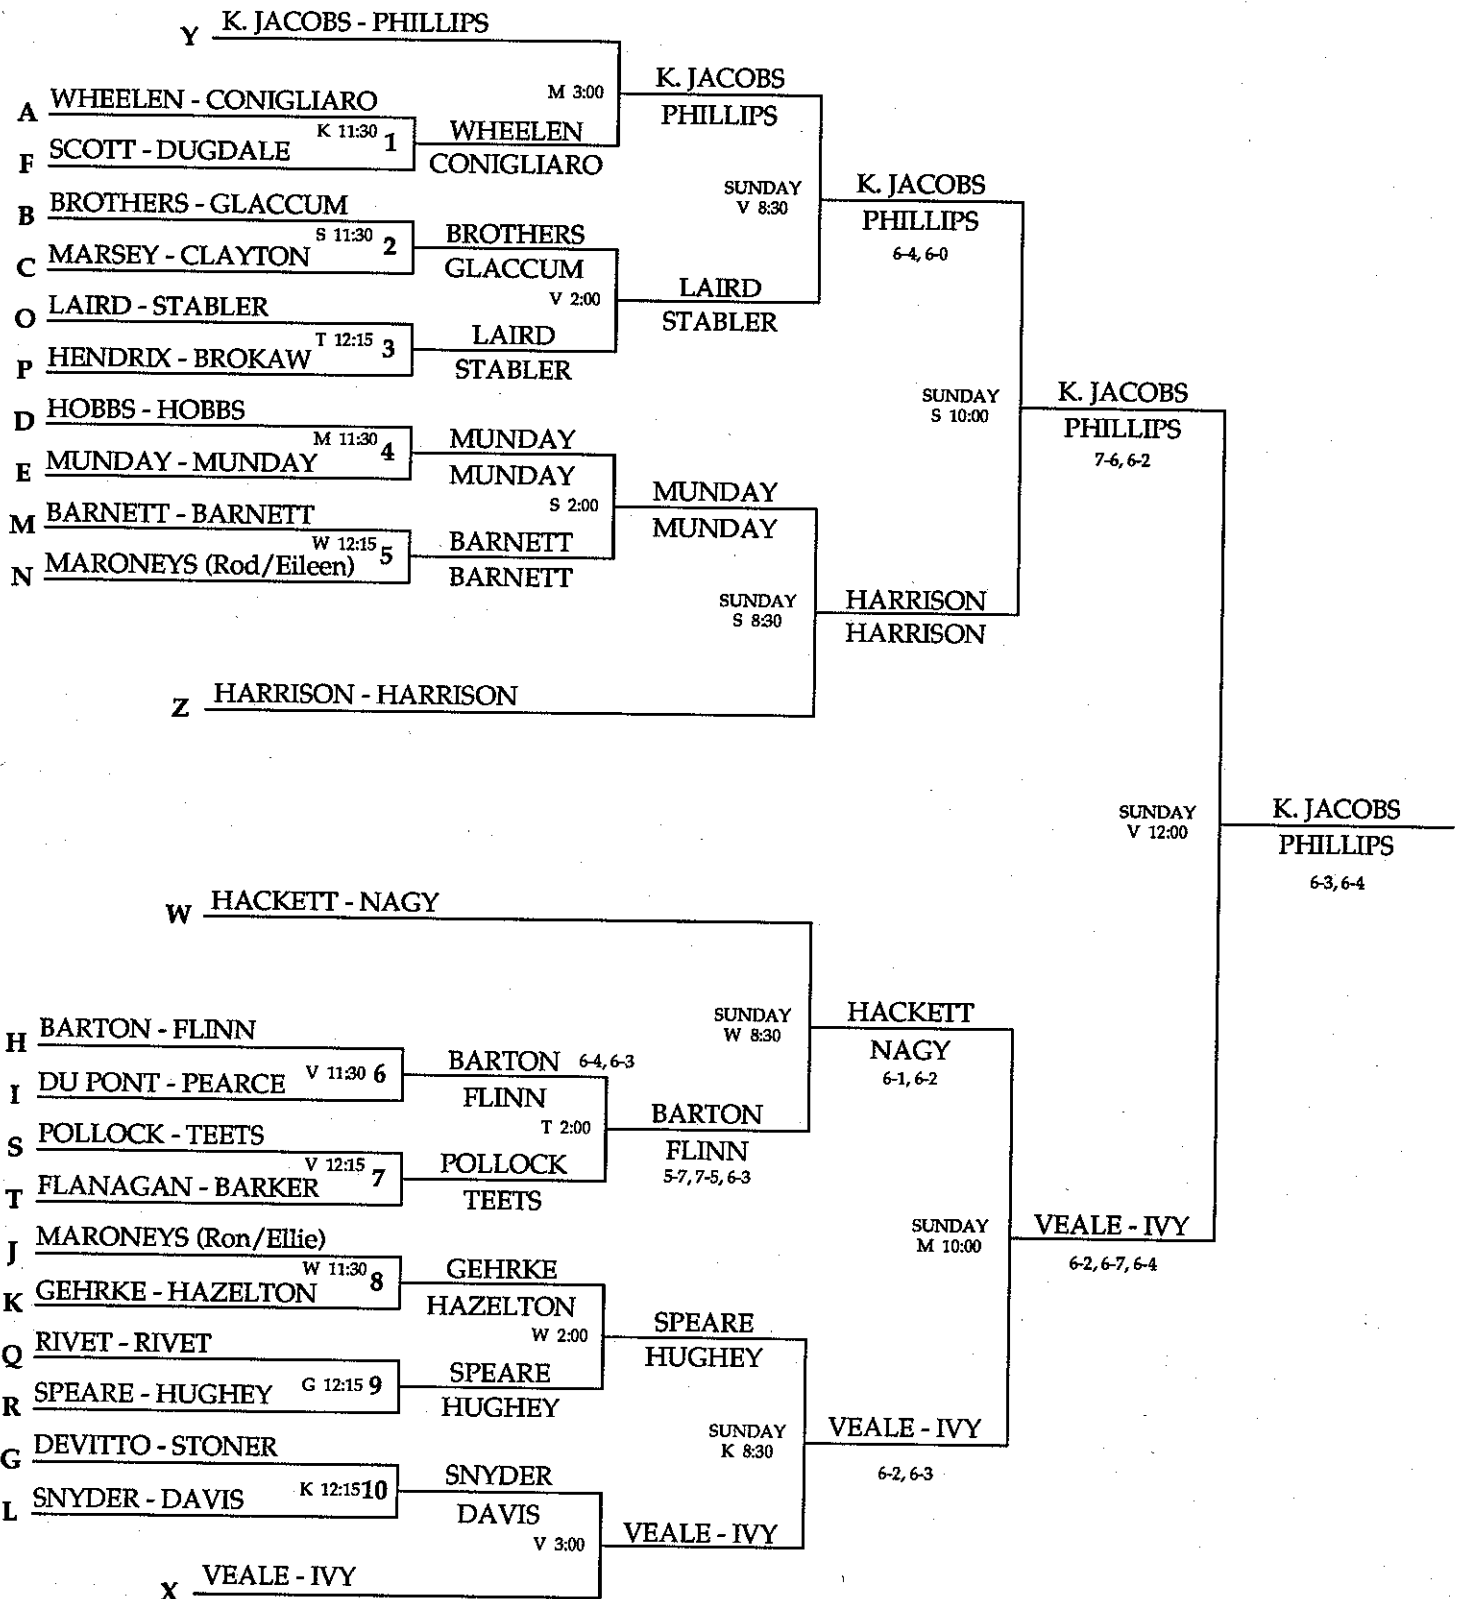 Y K. JACOBS - PHILLIPS
M 3:00
K. JACOBS
PHILLIPS
A WHEELEN - CONIGLIARO
K 11:30 1
F SCOTT - DUGDALE
WHEELEN
CONIGLIARO
SUNDAY
V 8:30
K. JACOBS
PHILLIPS
6-4, 6-0
B BROTHERS - GLACCUM
S 11:30 2
C MARSEY - CLAYTON
BROTHERS
GLACCUM
V 2:00
LAIRD
STABLER
O LAIRD - STABLER
T 12:15 3
P HENDRIX - BROKAW
LAIRD
STABLER
SUNDAY
S 10:00
K. JACOBS
PHILLIPS
7-6, 6-2
D HOBBS - HOBBS
M 11:30 4
E MUNDAY - MUNDAY
MUNDAY
MUNDAY
S 2:00
MUNDAY
MUNDAY
M BARNETT - BARNETT
W 12:15 5
N MARONEYS (Rod/Eileen)
BARNETT
BARNETT
SUNDAY
S 8:30
HARRISON
HARRISON
Z HARRISON - HARRISON
SUNDAY
V 12:00
K. JACOBS
PHILLIPS
6-3, 6-4
W HACKETT - NAGY
SUNDAY
W 8:30
HACKETT
NAGY
6-1, 6-2
H BARTON - FLINN
V 11:30 6
I DU PONT - PEARCE
BARTON 6-4, 6-3
FLINN
T 2:00
BARTON
FLINN
5-7, 7-5, 6-3
S POLLOCK - TEETS
V 12:15 7
T FLANAGAN - BARKER
POLLOCK
TEETS
SUNDAY
M 10:00
VEALE - IVY
6-2, 6-7, 6-4
J MARONEYS (Ron/Ellie)
W 11:30 8
K GEHRKE - HAZELTON
GEHRKE
HAZELTON
W 2:00
SPEARE
HUGHEY
Q RIVET - RIVET
G 12:15 9
R SPEARE - HUGHEY
SPEARE
HUGHEY
SUNDAY
K 8:30
VEALE - IVY
6-2, 6-3
G DEVITTO - STONER
K 12:15 10
L SNYDER - DAVIS
SNYDER
DAVIS
V 3:00
VEALE - IVY
X VEALE - IVY